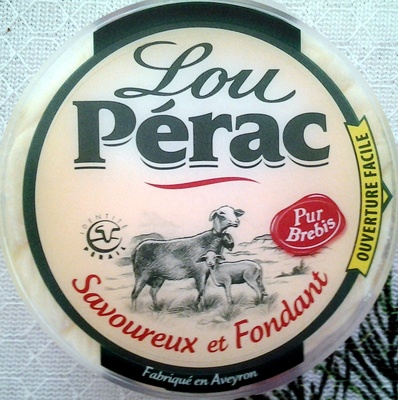 Lou
Pérac
Pur
Brebis
OUVERTURE FACILE
Savoureux et Fondant
Fabriqué en Aveyron